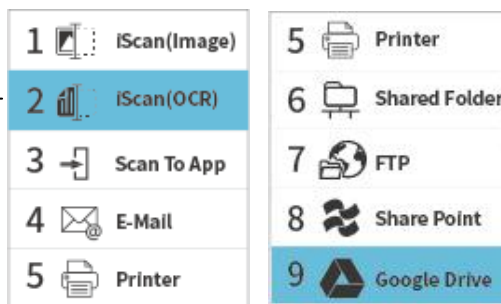 1 iScan(Image)
2 iScan(OCR)
3 Scan To App
4 E-Mail
5 Printer
5 Printer
6 Shared Folder
7 FTP
8 Share Point
9 Google Drive